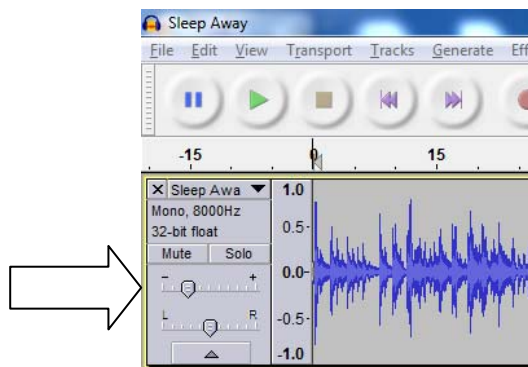 Sleep Away
File Edit View Transport Tracks Generate Eff
-15 0 15
X Sleep Awa
Mono, 8000Hz
32-bit float
Mute Solo
- +
L R
1.0
0.5-
0.0-
-0.5-
-1.0